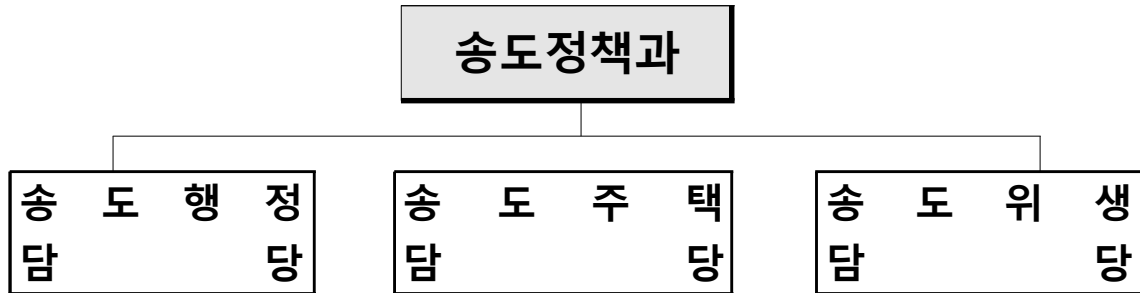 송도정책과
송 도 행 정
담 당
송 도 주 택
담 당
송 도 위 생
담 당